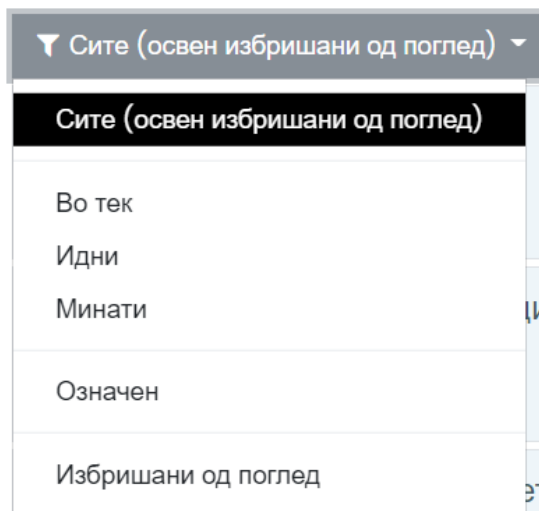 Сите (освен избришани од поглед)
Сите (освен избришани од поглед)
Во тек
Идни
Минати
Означен
Избришани од поглед